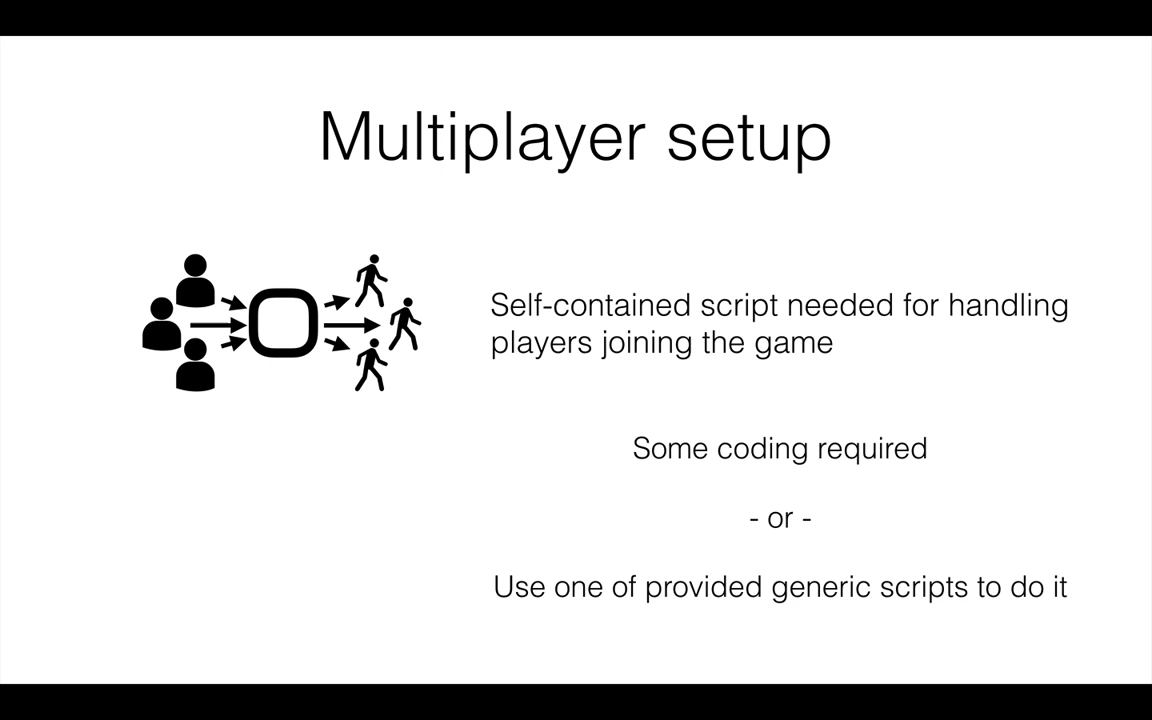 Multiplayer setup
Self-contained script needed for handling
players joining the game
Some coding required
- or -
Use one of provided generic scripts to do it